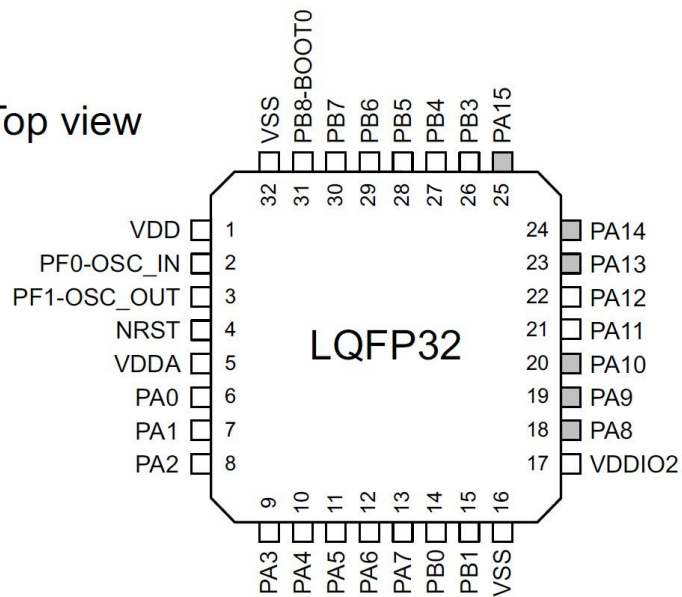 Top view
VSS
PB8-BOOT0
PB7
PB6
PB5
PB4
PB3
PA15
32 31 30 29 28 27 26 25
VDD 1
PF0-OSC_IN 2
PF1-OSC_OUT 3
NRST 4
VDDA 5
PA0 6
PA1 7
PA2 8
LQFP32
24 PA14
23 PA13
22 PA12
21 PA11
20 PA10
19 PA9
18 PA8
17 VDDIO2
9 10 11 12 13 14 15 16
PA3
PA4
PA5
PA6
PA7
PB0
PB1
VSS